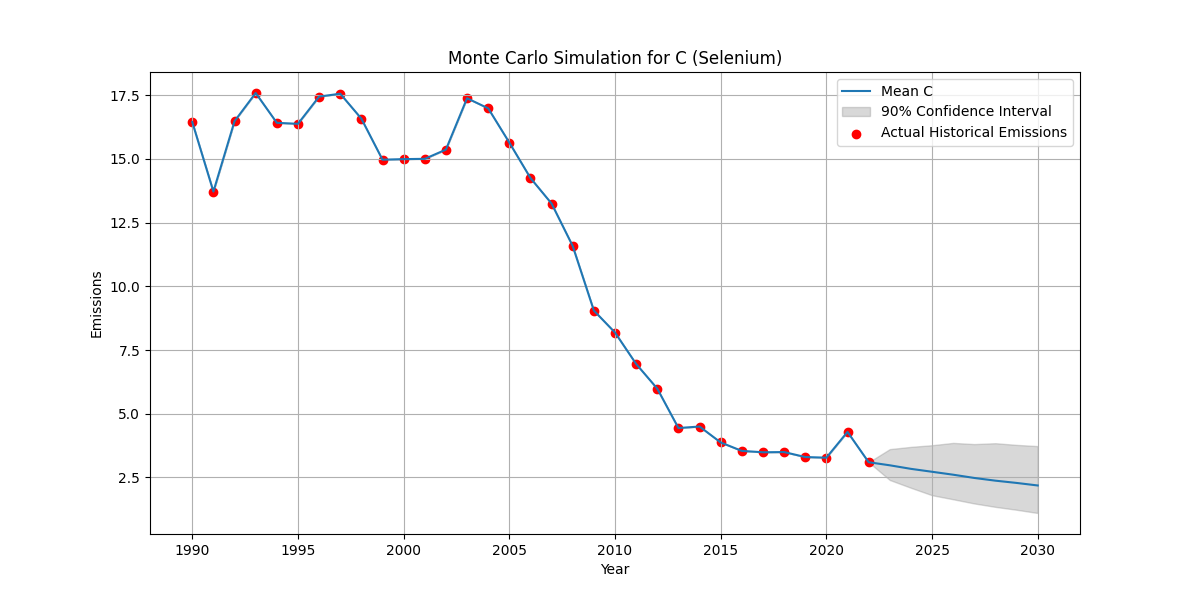 Monte Carlo Simulation for C (Selenium)
Mean C
90% Confidence Interval
Actual Historical Emissions
17.5
15.0
12.5
10.0
7.5
5.0
2.5
Emissions
1990 1995 2000 2005 2010 2015 2020 2025 2030
Year